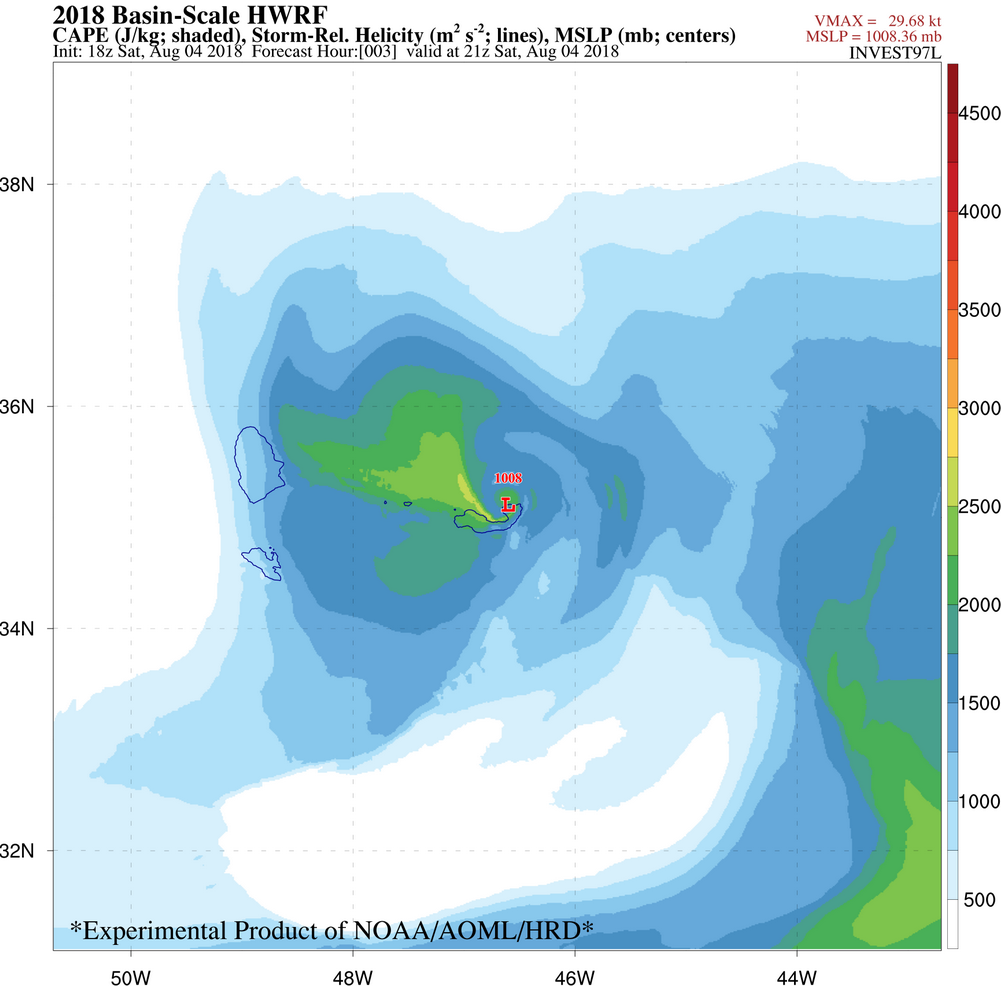 2018 Basin-Scale HWRF
CAPE (J/kg; shaded), Storm-Rel. Helicity (m² s⁻²; lines), MSLP (mb; centers)
Init: 18z Sat, Aug 04 2018 Forecast Hour:[003] valid at 21z Sat, Aug 04 2018
VMAX = 29.68 kt
MSLP = 1008.36 mb
INVEST97L
38N
36N
34N
32N
1008
L
*Experimental Product of NOAA/AOML/HRD*
50W
48W
46W
44W
4500
4000
3500
3000
2500
2000
1500
1000
500